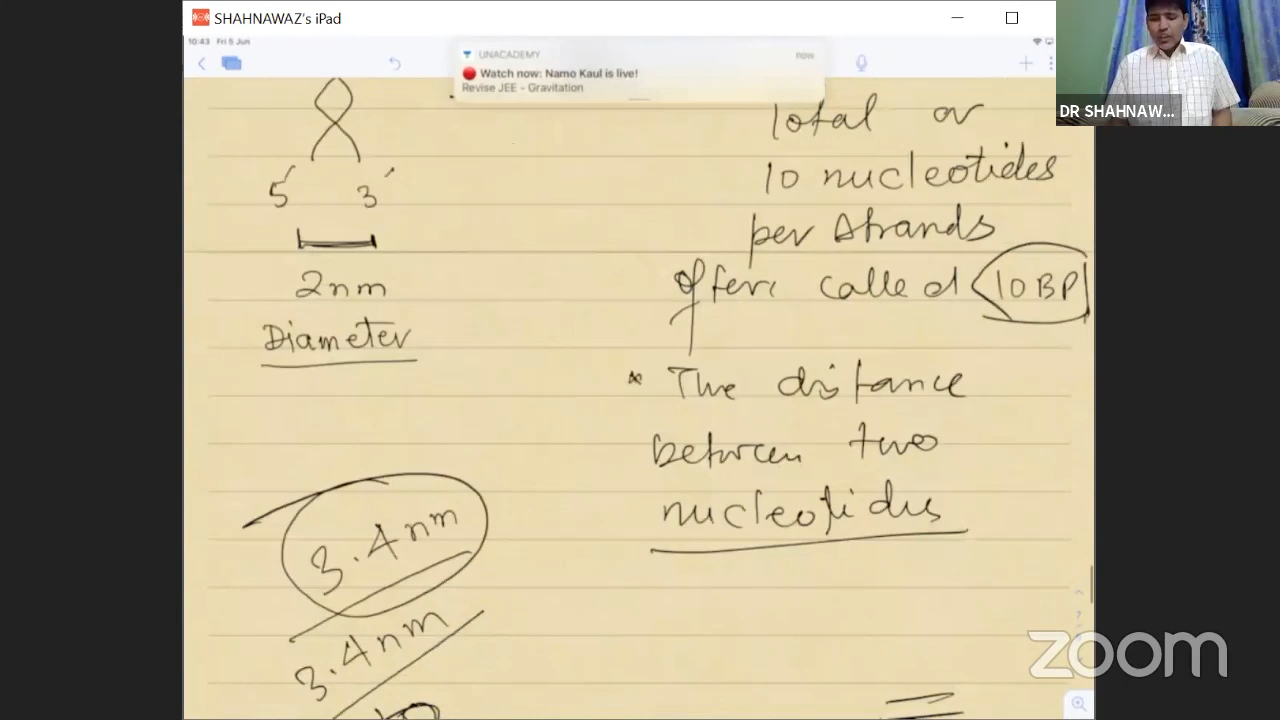 SHAHNAWAZ's iPad
10:43 Fri 5 Jun
UNACADEMY
now
Watch now: Namo Kaul is live!
Revise JEE - Gravitation
DR SHAHNAW...
5′ 3′
2nm
Diameter
3.4nm
3.4nm
10
Total or
10 nucleotides
per strands
often called 10 BP
* The distance
between two
nucleotides
zoom